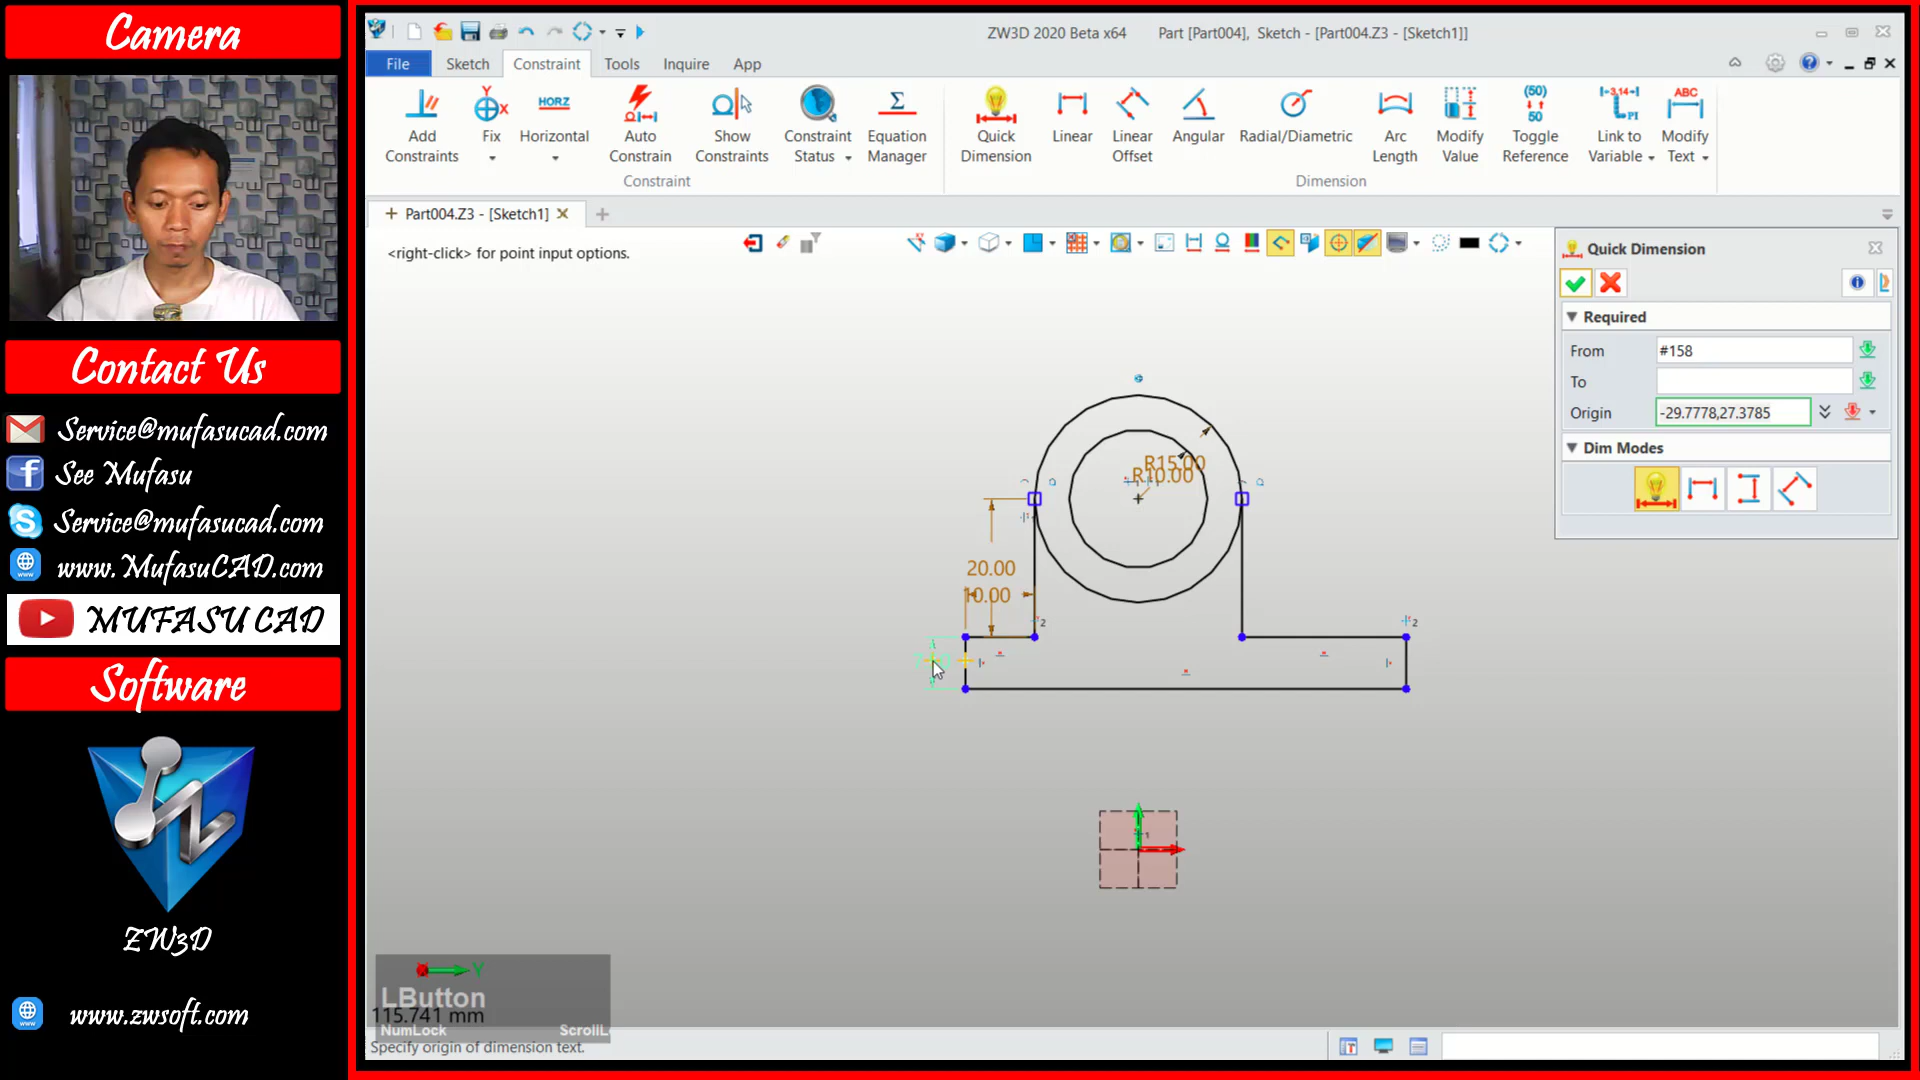 Camera
Contact Us
Service@mufasucad.com
See Mufasu
Service@mufasucad.com
www.MufasuCAD.com
MUFASU CAD
Software
ZW3D
www.zwsoft.com
ZW3D 2020 Beta x64 Part [Part004], Sketch - [Part004.Z3 - [Sketch1]]
File Sketch Constraint Tools Inquire App
Add Constraints
Fix
Horizontal
Auto Constrain
Show Constraints
Constraint Status
Equation Manager
Quick Dimension
Linear
Linear Offset
Angular
Radial/Diametric
Arc Length
Modify Value
Toggle Reference
Link to Variable
Modify Text
Constraint
Dimension
Part004.Z3 - [Sketch1]
<right-click> for point input options.
Quick Dimension
Required
From #158
To
Origin -29.7778,27.3785
Dim Modes
R15.00
R10.00
20.00
10.00
Y
LButton
115.741 mm
NumLock
Specify origin of dimension text.